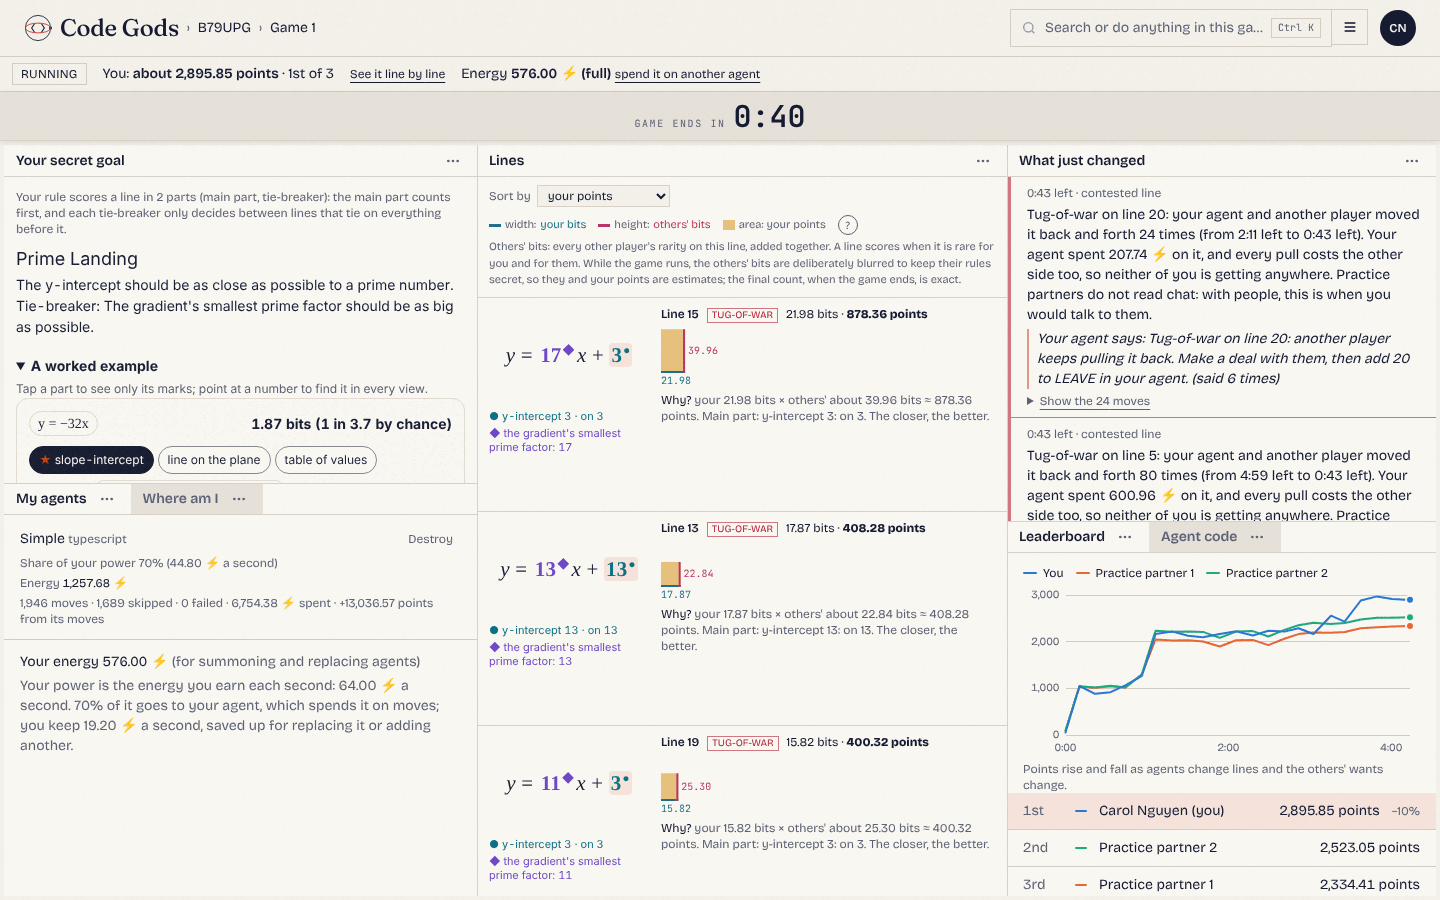 Code Gods › B79UPG › Game 1
Search or do anything in this ga... Ctrl K ≡ CN
RUNNING You: about 2,895.85 points · 1st of 3 See it line by line Energy 576.00 ⚡ (full) spend it on another agent
GAME ENDS IN 0:40
Your secret goal ···
Your rule scores a line in 2 parts (main part, tie-breaker): the main part counts
first, and each tie-breaker only decides between lines that tie on everything
before it.
Prime Landing
The y-intercept should be as close as possible to a prime number.
Tie-breaker: The gradient's smallest prime factor should be as big
as possible.
▼ A worked example
Tap a part to see only its marks; point at a number to find it in every view.
y = −32x 1.87 bits (1 in 3.7 by chance)
★ slope-intercept line on the plane table of values
My agents ··· Where am I ···
Simple typescript Destroy
Share of your power 70% (44.80 ⚡ a second)
Energy 1,257.68 ⚡
1,946 moves · 1,689 skipped · 0 failed · 6,754.38 ⚡ spent · +13,036.57 points
from its moves
Your energy 576.00 ⚡ (for summoning and replacing agents)
Your power is the energy you earn each second: 64.00 ⚡ a
second. 70% of it goes to your agent, which spends it on moves;
you keep 19.20 ⚡ a second, saved up for replacing it or adding
another.
Lines ···
Sort by your points
width: your bits height: others' bits area: your points ?
Others' bits: every other player's rarity on this line, added together. A line scores when it is rare for
you and for them. While the game runs, the others' bits are deliberately blurred to keep their rules
secret, so they and your points are estimates; the final count, when the game ends, is exact.
Line 15 TUG-OF-WAR 21.98 bits · 878.36 points
y = 17◆x + 3●
39.96
21.98
Why? your 21.98 bits × others' about 39.96 bits ≈ 878.36
points. Main part: y-intercept 3: on 3. The closer, the better.
● y-intercept 3 · on 3
◆ the gradient's smallest
prime factor: 17
Line 13 TUG-OF-WAR 17.87 bits · 408.28 points
y = 13◆x + 13●
22.84
17.87
Why? your 17.87 bits × others' about 22.84 bits ≈ 408.28
points. Main part: y-intercept 13: on 13. The closer, the
better.
● y-intercept 13 · on 13
◆ the gradient's smallest
prime factor: 13
Line 19 TUG-OF-WAR 15.82 bits · 400.32 points
y = 11◆x + 3●
25.30
15.82
Why? your 15.82 bits × others' about 25.30 bits ≈ 400.32
points. Main part: y-intercept 3: on 3. The closer, the better.
● y-intercept 3 · on 3
◆ the gradient's smallest
prime factor: 11
What just changed ···
0:43 left · contested line
Tug-of-war on line 20: your agent and another player moved
it back and forth 24 times (from 2:11 left to 0:43 left). Your
agent spent 207.74 ⚡ on it, and every pull costs the other
side too, so neither of you is getting anywhere. Practice
partners do not read chat: with people, this is when you
would talk to them.
Your agent says: Tug-of-war on line 20: another player
keeps pulling it back. Make a deal with them, then add 20
to LEAVE in your agent. (said 6 times)
▶ Show the 24 moves
0:43 left · contested line
Tug-of-war on line 5: your agent and another player moved
it back and forth 80 times (from 4:59 left to 0:43 left). Your
agent spent 600.96 ⚡ on it, and every pull costs the other
side too, so neither of you is getting anywhere. Practice
Leaderboard ··· Agent code ···
You Practice partner 1 Practice partner 2
3,000
2,000
1,000
0
0:00 2:00 4:00
Points rise and fall as agents change lines and the others' wants
change.
1st Carol Nguyen (you) 2,895.85 points −10%
2nd Practice partner 2 2,523.05 points
3rd Practice partner 1 2,334.41 points